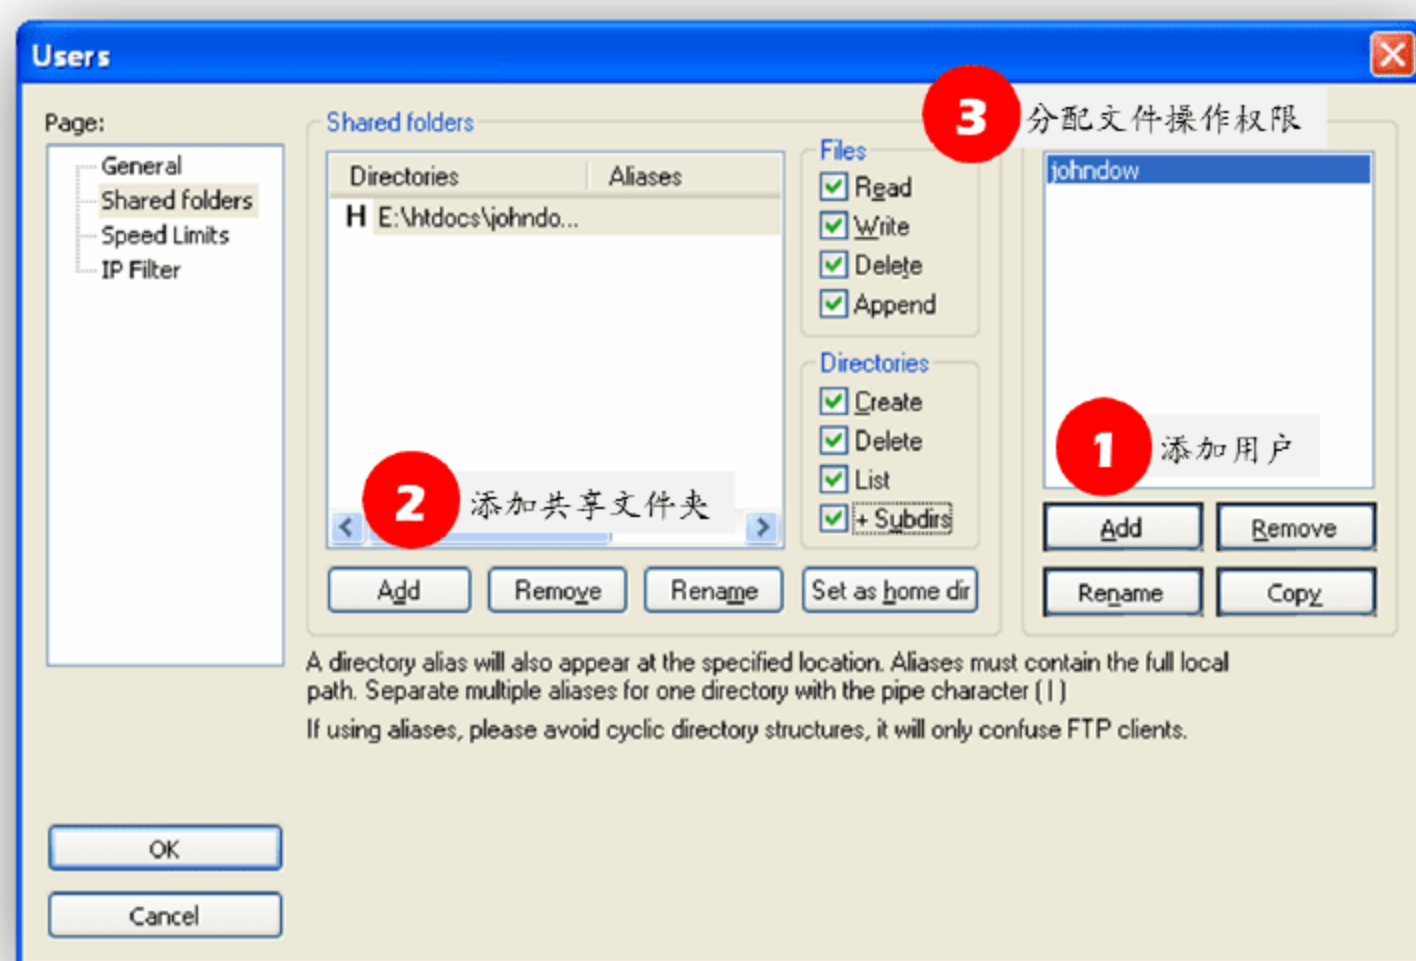 Users
Page:
General
Shared folders
Speed Limits
IP Filter
OK
Cancel
Shared folders
Directories Aliases
H E:\htdocs\johndo...
2 添加共享文件夹
Add Remove Rename Set as home dir
Files
Read
Write
Delete
Append
Directories
Create
Delete
List
+ Subdirs
3 分配文件操作权限
johndow
1 添加用户
Add Remove
Rename Copy
A directory alias will also appear at the specified location. Aliases must contain the full local
path. Separate multiple aliases for one directory with the pipe character ( | )
If using aliases, please avoid cyclic directory structures, it will only confuse FTP clients.